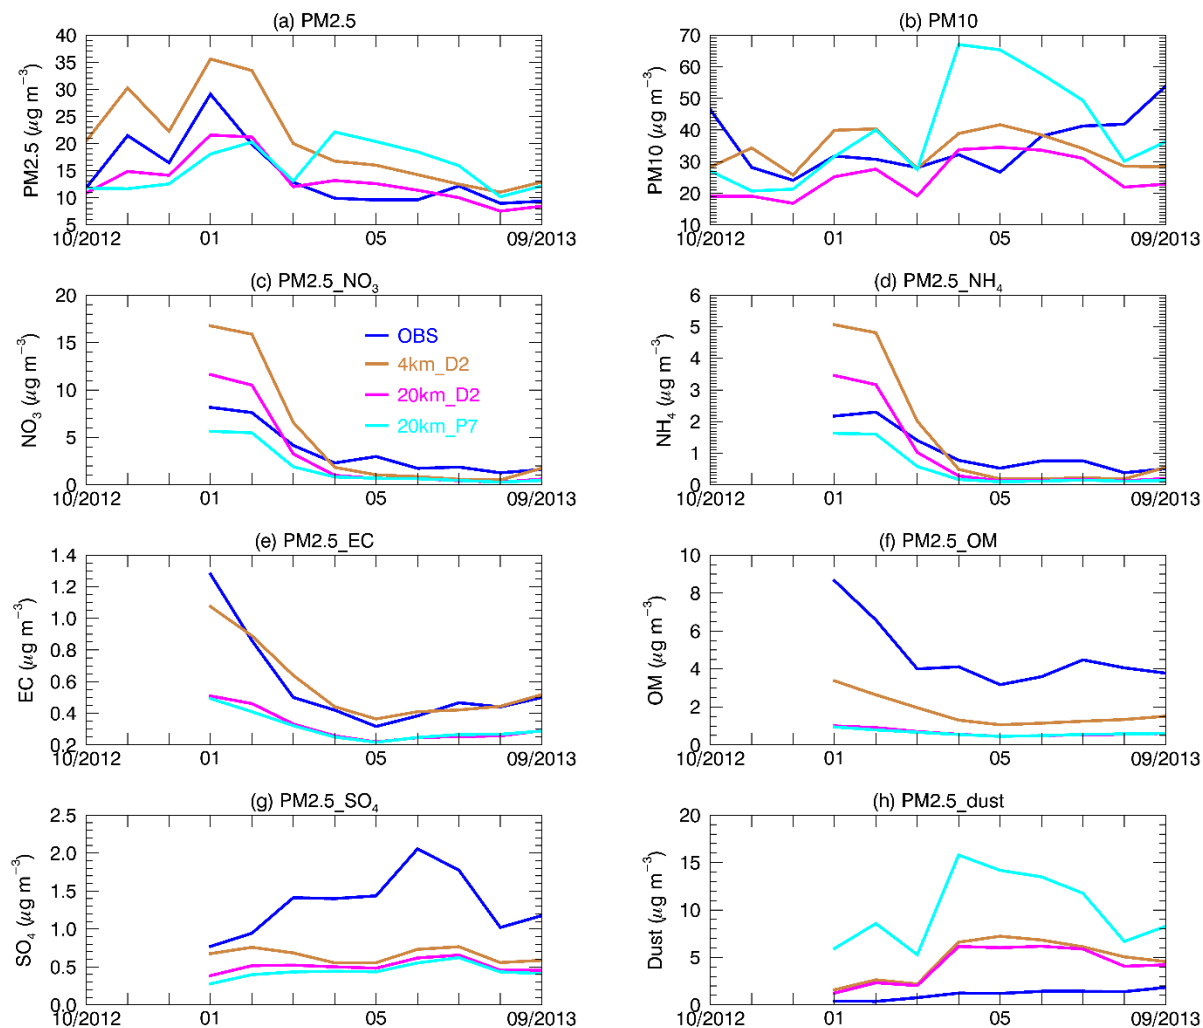 (a) PM2.5
(b) PM10
PM2.5 (μg m⁻³)
40
35
30
25
20
15
10
5
10/2012 01 05 09/2013
PM10 (μg m⁻³)
70
60
50
40
30
20
10
10/2012 01 05 09/2013
(c) PM2.5_NO₃
(d) PM2.5_NH₄
NO₃ (μg m⁻³)
20
15
10
5
0
10/2012 01 05 09/2013
OBS
4km_D2
20km_D2
20km_P7
NH₄ (μg m⁻³)
6
5
4
3
2
1
0
10/2012 01 05 09/2013
(e) PM2.5_EC
(f) PM2.5_OM
EC (μg m⁻³)
1.4
1.2
1.0
0.8
0.6
0.4
0.2
10/2012 01 05 09/2013
OM (μg m⁻³)
10
8
6
4
2
0
10/2012 01 05 09/2013
(g) PM2.5_SO₄
(h) PM2.5_dust
SO₄ (μg m⁻³)
2.5
2.0
1.5
1.0
0.5
0.0
10/2012 01 05 09/2013
Dust (μg m⁻³)
20
15
10
5
0
10/2012 01 05 09/2013